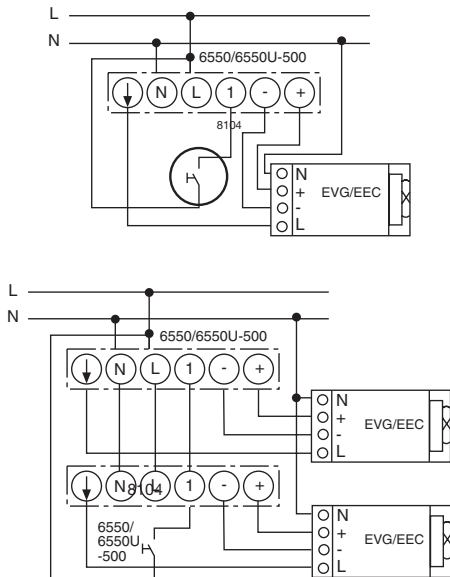 L
N
6550/6550U-500
N L 1 - +
8104
N
+ EVG/EEC
-
L
L
N
6550/6550U-500
N L 1 - +
N
+ EVG/EEC
-
L
N L 1 - +
8104
6550/
6550U
-500
N
+ EVG/EEC
-
L